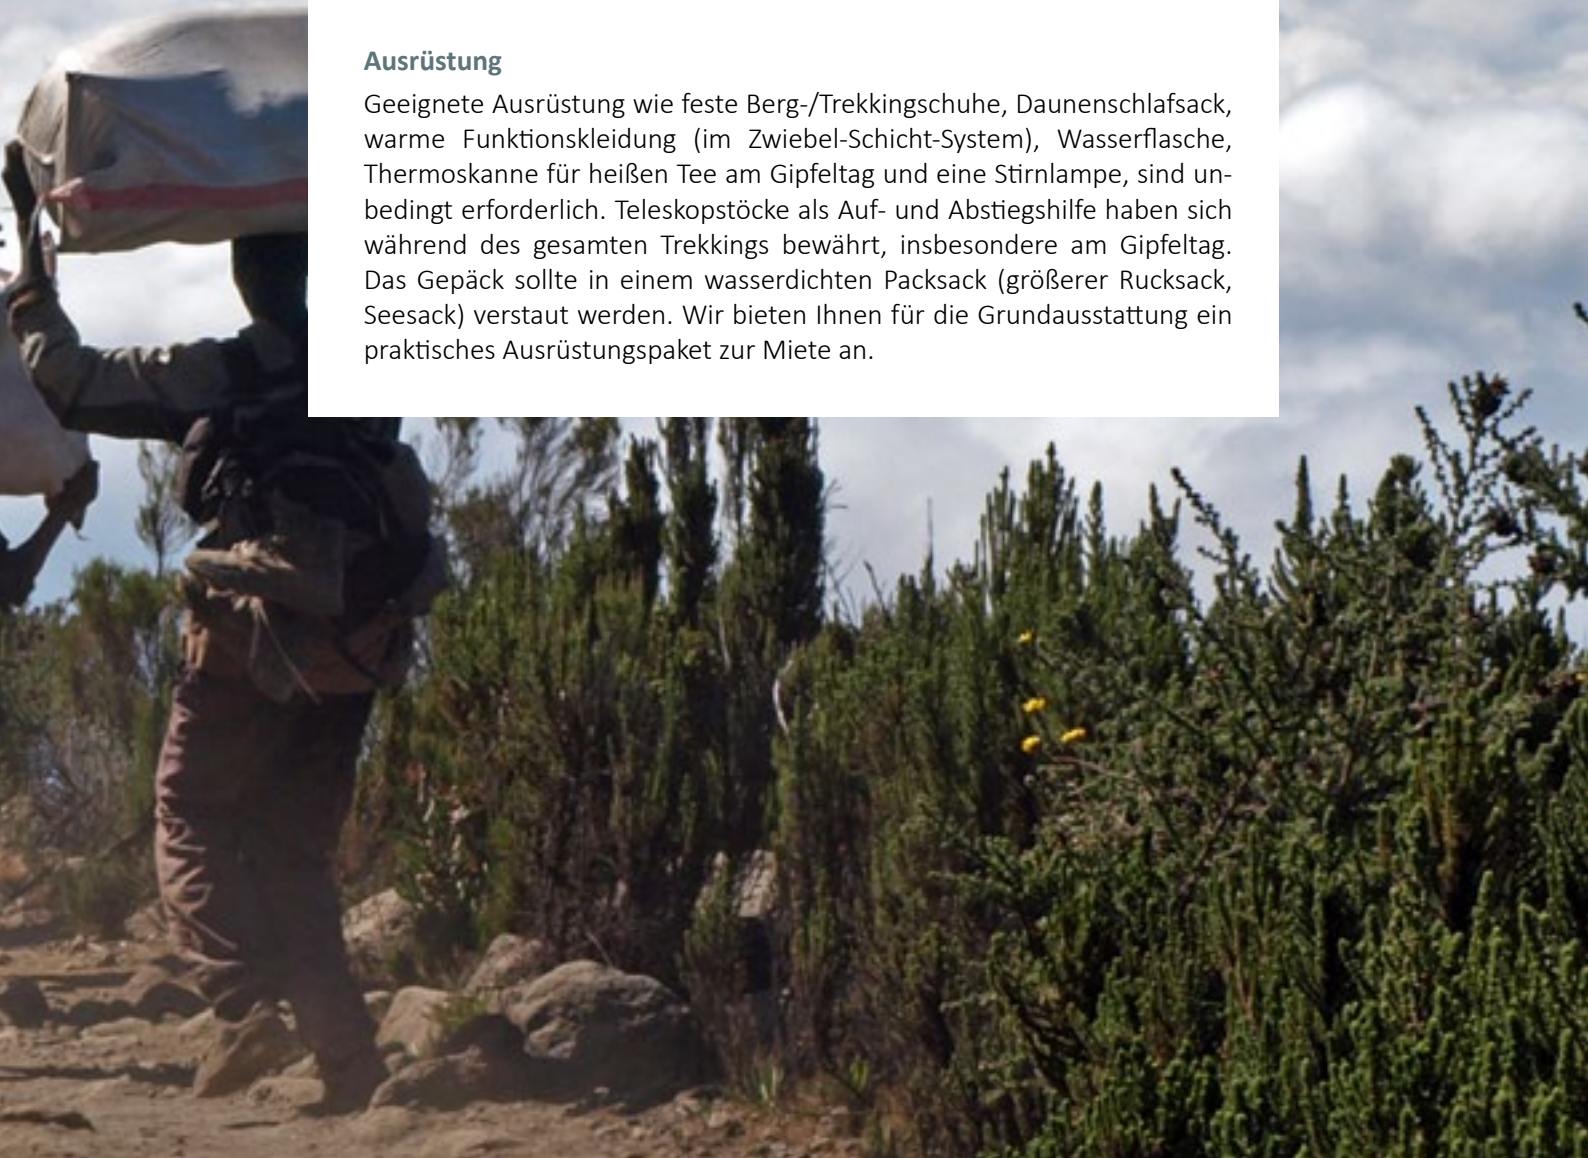 Ausrüstung
Geeignete Ausrüstung wie feste Berg-/Trekkingschuhe, Daunenschlafsack,
warme Funktionskleidung (im Zwiebel-Schicht-System), Wasserflasche,
Thermoskanne für heißen Tee am Gipfeltag und eine Stirnlampe, sind un-
bedingt erforderlich. Teleskopstöcke als Auf- und Abstiegshilfe haben sich
während des gesamten Trekkings bewährt, insbesondere am Gipfeltag.
Das Gepäck sollte in einem wasserdichten Packsack (größerer Rucksack,
Seesack) verstaut werden. Wir bieten Ihnen für die Grundausstattung ein
praktisches Ausrüstungspaket zur Miete an.